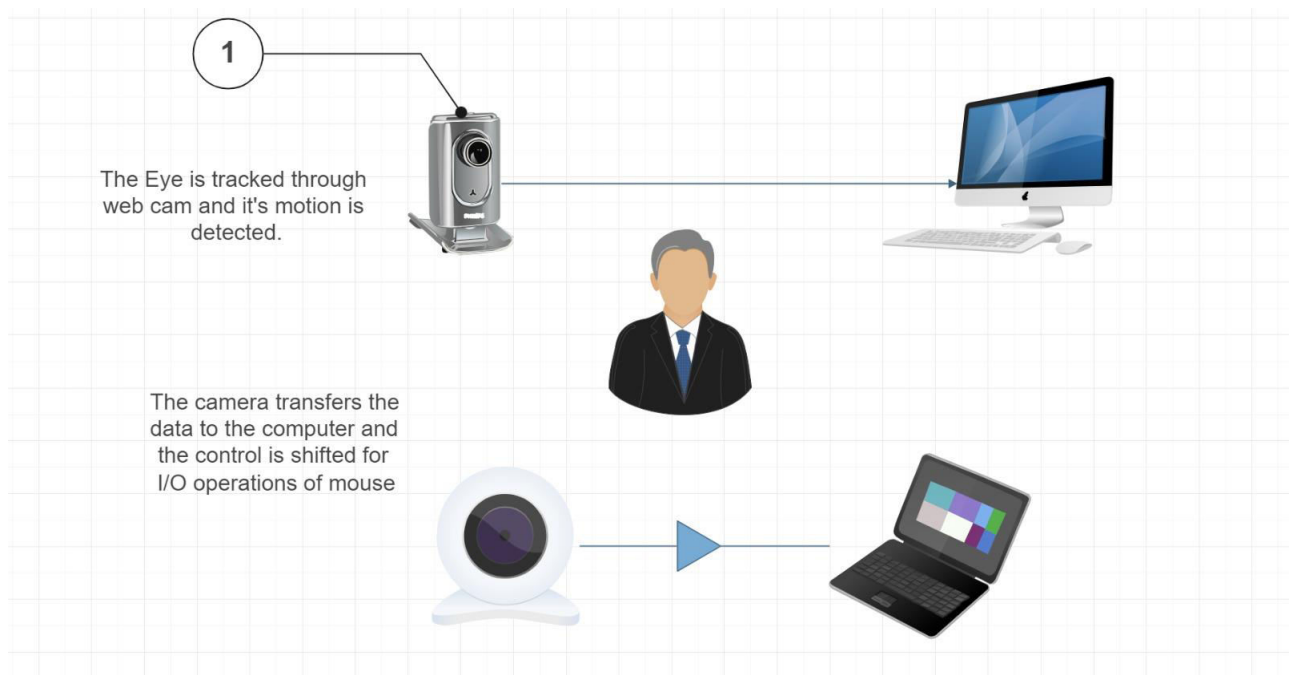 1
The Eye is tracked through
web cam and it's motion is
detected.
The camera transfers the
data to the computer and
the control is shifted for
I/O operations of mouse